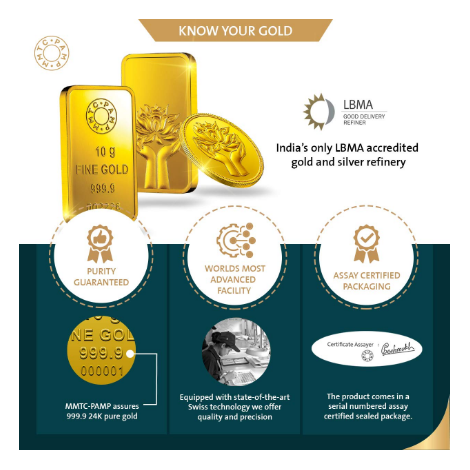 KNOW YOUR GOLD
MMTC-PAMP
MMTC-PAMP
10 g
FINE GOLD
999.9
LBMA
GOOD DELIVERY
REFINER
India's only LBMA accredited
gold and silver refinery
PURITY
GUARANTEED
WORLDS MOST
ADVANCED
FACILITY
ASSAY CERTIFIED
PACKAGING
NE GOL
999.9
000001
MMTC-PAMP assures
999.9 24K pure gold
Equipped with state-of-the-art
Swiss technology we offer
quality and precision
Certificate Assayer
The product comes in a
serial numbered assay
certified sealed package.